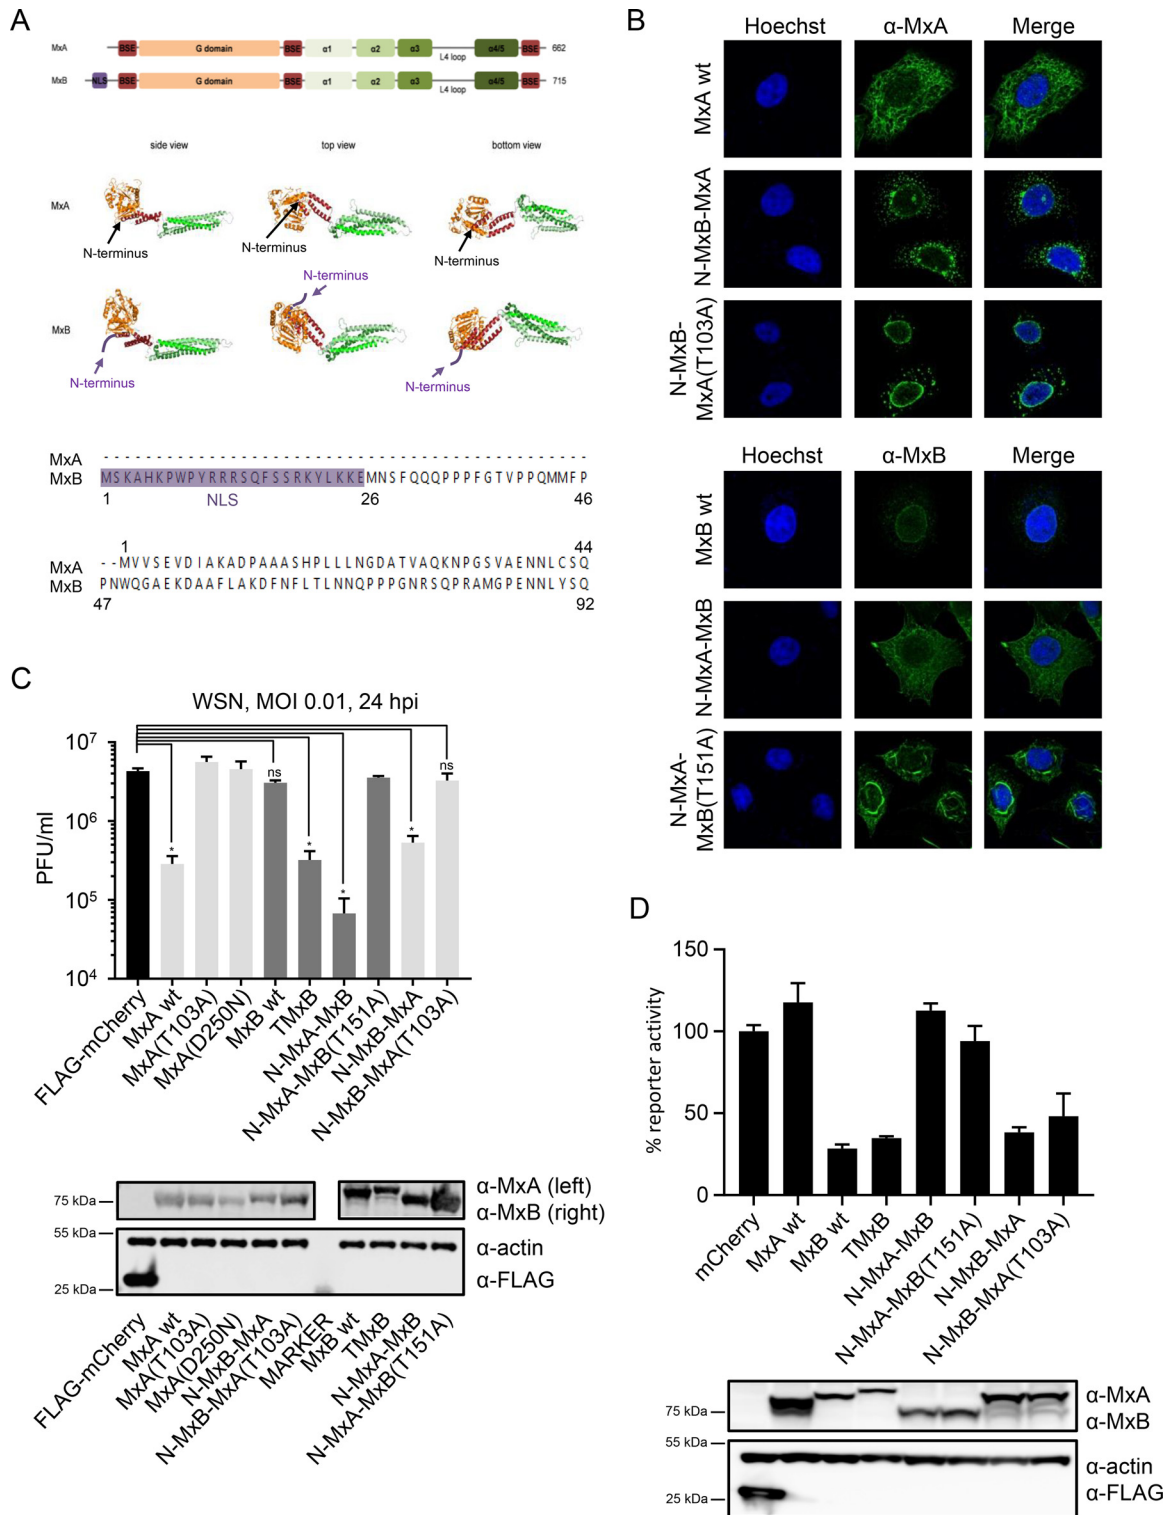 A
MxA BSE G domain BSE α1 α2 α3 L4 loop α4/5 BSE 662
MxB NLS BSE G domain BSE α1 α2 α3 L4 loop α4/5 BSE 715
side view top view bottom view
MxA
N-terminus N-terminus N-terminus
N-terminus
MxB
N-terminus N-terminus
MxA - - - - - - - - - - - - - - - - - - - - - - - - - - - - - - - - - - - - - - - - - - - - - -
MxB MSKAHKPWPYRRRSQFSSRKYLKKEMNSFQQQPPPFGTVPPQMMFP
1 NLS 26 46
1 44
MxA - - MVVSEVDIAKADPAAASHPLLLNGDATVAQKNPGSVAENNLCSQ
MxB PNWQGAEKDAAFLAKDFNFLTLNNQPPPGNRSQPRAMGPENNLYSQ
47 92
B
Hoechst α-MxA Merge
MxA wt
N-MxB-MxA
N-MxB-
MxA(T103A)
Hoechst α-MxB Merge
MxB wt
N-MxA-MxB
N-MxA-
MxB(T151A)
C
WSN, MOI 0.01, 24 hpi
PFU/ml
10⁷
10⁶
10⁵
10⁴
* ns * * * ns
FLAG-mCherry
MxA wt
MxA(T103A)
MxA(D250N)
MxB wt
TMxB
N-MxA-MxB
N-MxA-MxB(T151A)
N-MxB-MxA
N-MxB-MxA(T103A)
75 kDa
α-MxA (left)
α-MxB (right)
55 kDa
α-actin
α-FLAG
25 kDa
FLAG-mCherry
MxA wt
MxA(T103A)
MxA(D250N)
N-MxB-MxA
N-MxB-MxA(T103A)
MARKER
MxB wt
TMxB
N-MxA-MxB
N-MxA-MxB(T151A)
D
% reporter activity
150
100
50
0
mCherry
MxA wt
MxB wt
TMxB
N-MxA-MxB
N-MxA-MxB(T151A)
N-MxB-MxA
N-MxB-MxA(T103A)
75 kDa
α-MxA
α-MxB
55 kDa
α-actin
α-FLAG
25 kDa